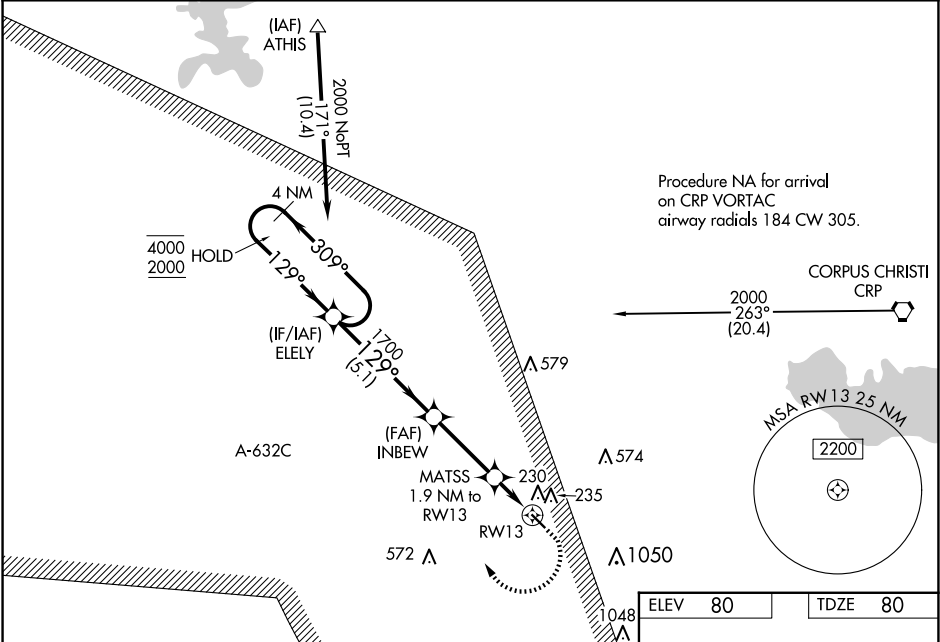 (IAF)
ATHIS
2000 NoPT
171°
(10.4)
4 NM
4000
2000
HOLD
309°
129°
(IF/IAF)
ELELY
1700
129°
(5.1)
Procedure NA for arrival
on CRP VORTAC
airway radials 184 CW 305.
CORPUS CHRISTI
CRP
2000
263°
(20.4)
579
(FAF)
INBEW
A-632C
MATSS
1.9 NM to
RW13
230
235
574
RW13
572
1050
1048
MSA RW13 25 NM
2200
ELEV 80
TDZE 80